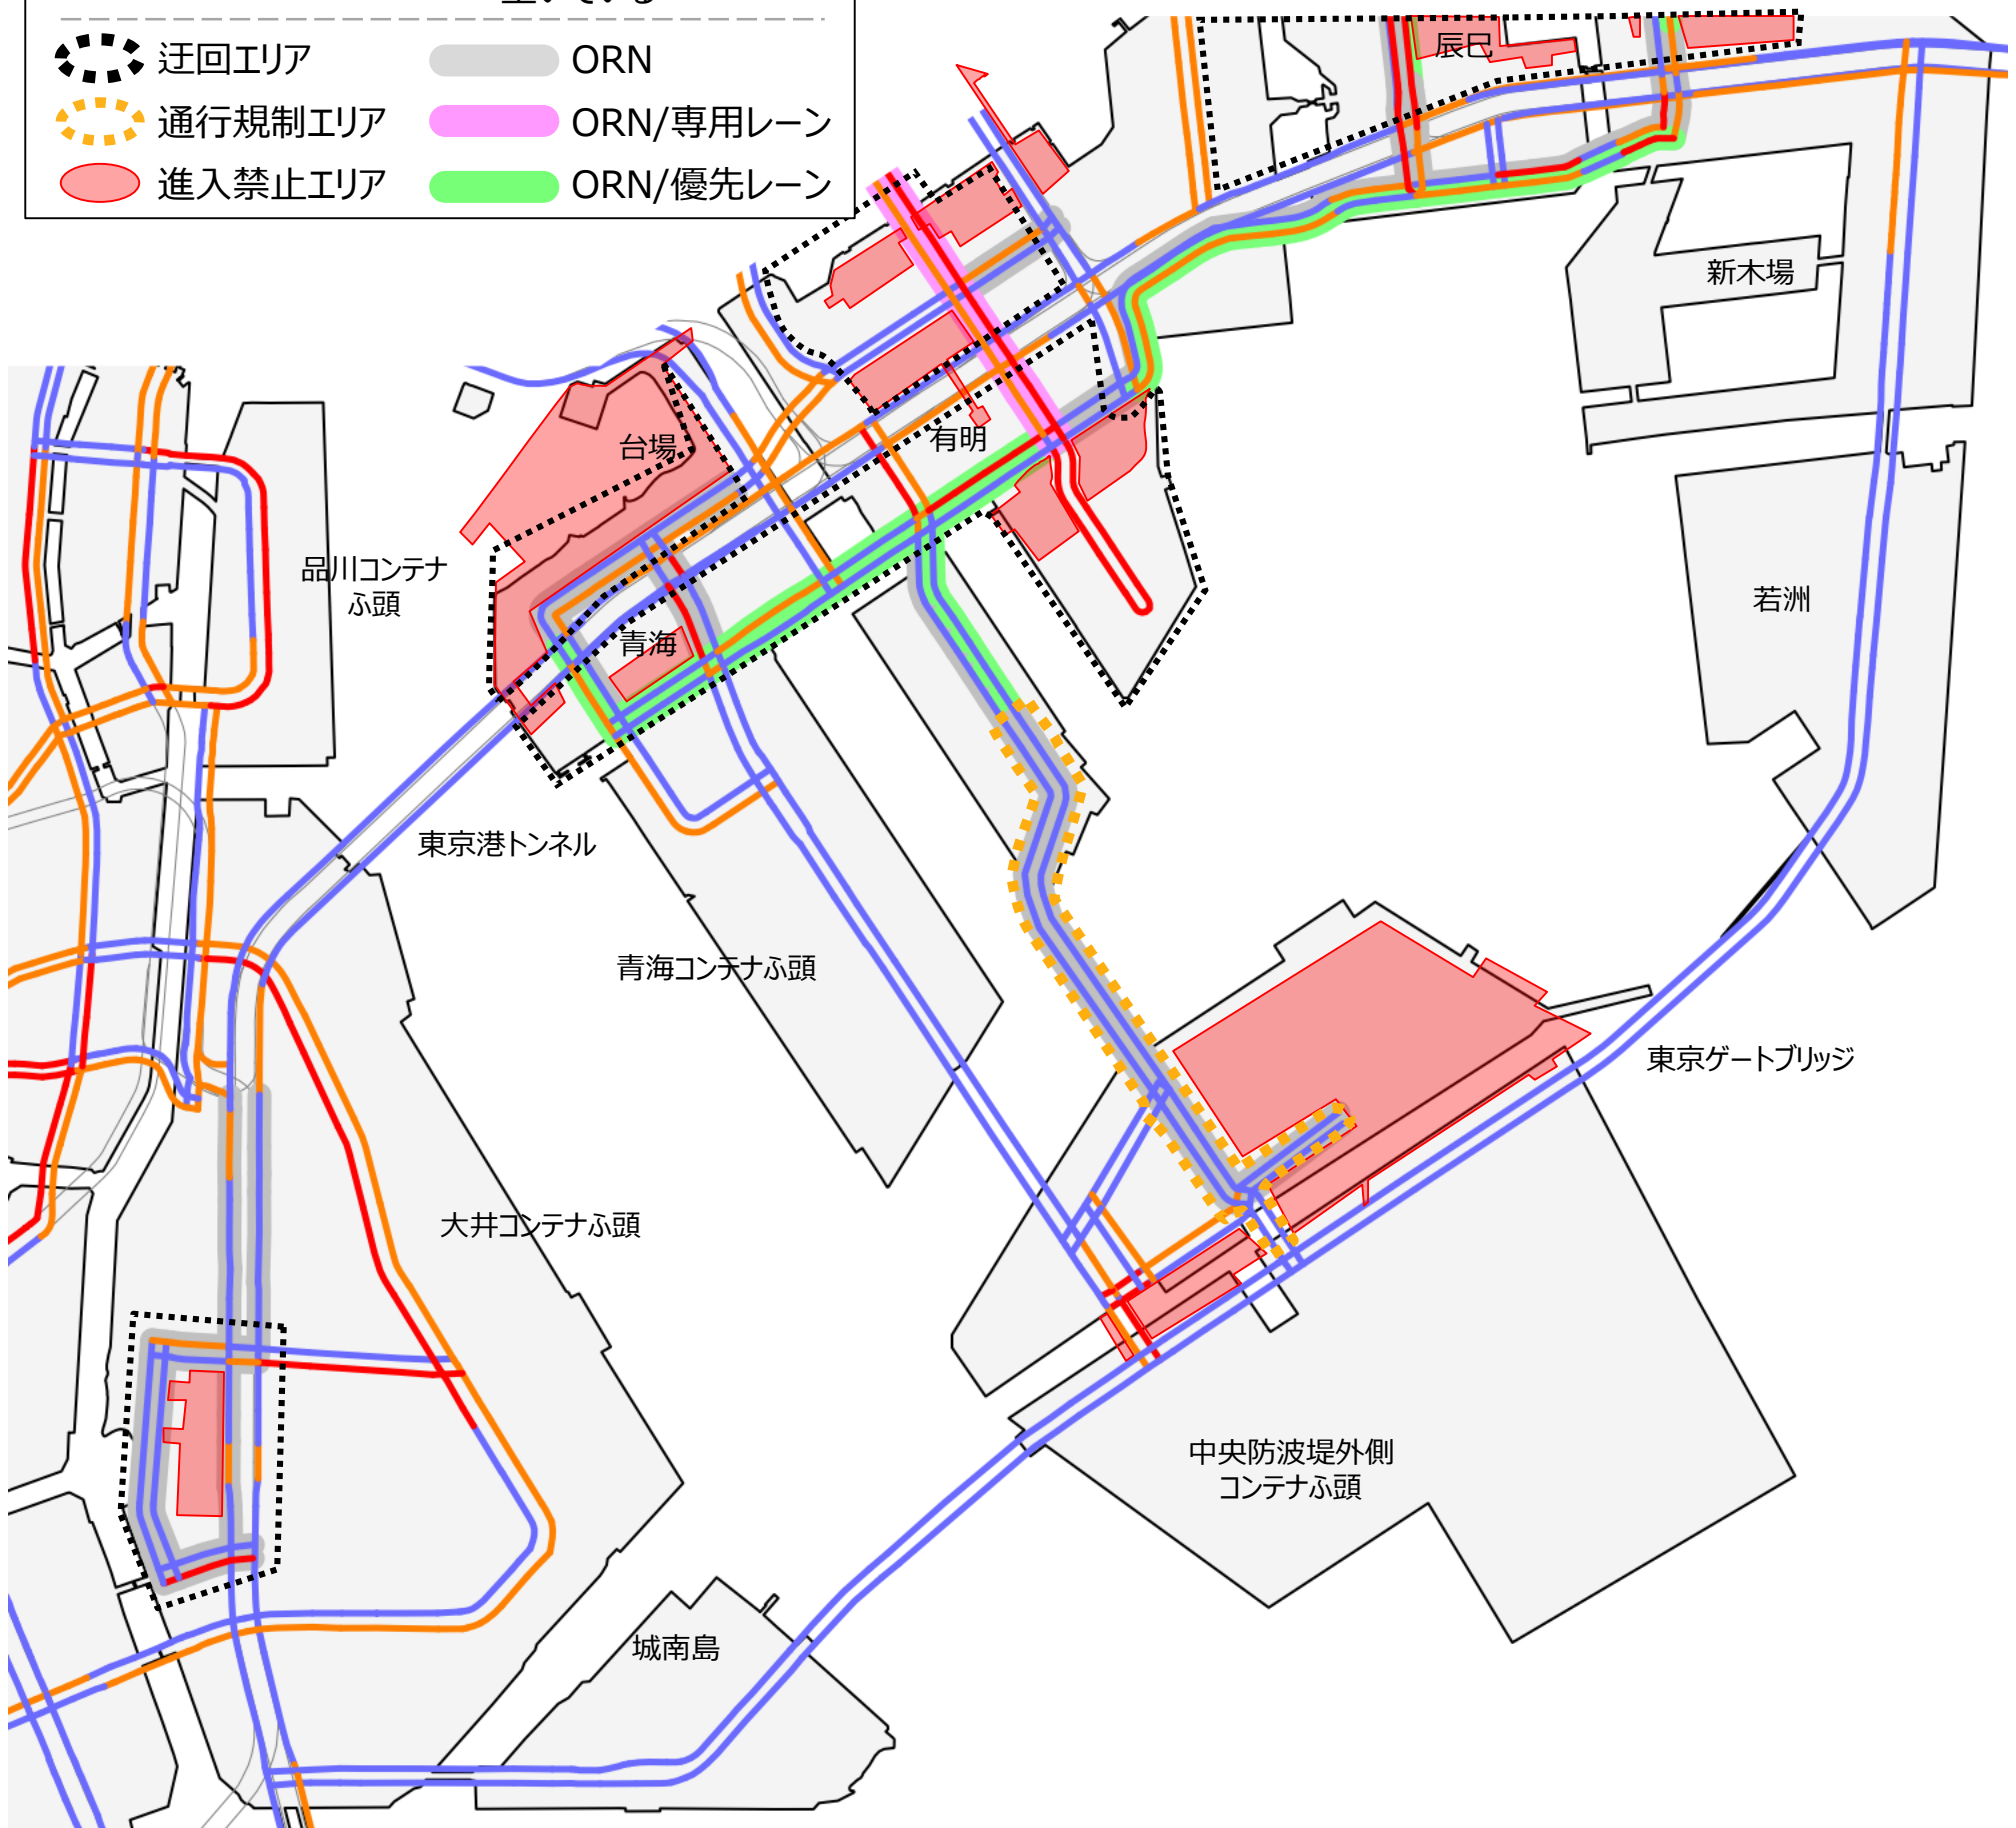 空いている
迂回エリア
ORN
通行規制エリア
ORN/専用レーン
進入禁止エリア
ORN/優先レーン
辰巳
新木場
有明
台場
品川コンテナ
ふ頭
若洲
青海
東京港トンネル
青海コンテナふ頭
東京ゲートブリッジ
大井コンテナふ頭
中央防波堤外側
コンテナふ頭
城南島